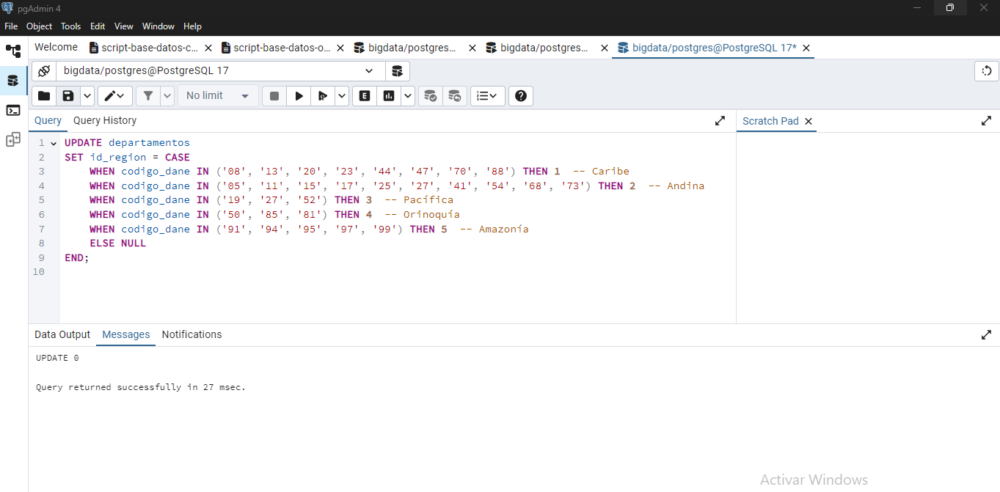 pgAdmin 4
File Object Tools Edit View Window Help
Welcome script-base-datos-c... script-base-datos-o... bigdata/postgres... bigdata/postgres... bigdata/postgres@PostgreSQL 17*
bigdata/postgres@PostgreSQL 17
No limit
Query Query History
Scratch Pad
1 UPDATE departamentos
2 SET id_region = CASE
3 WHEN codigo_dane IN ('08', '13', '20', '23', '44', '47', '70', '88') THEN 1 -- Caribe
4 WHEN codigo_dane IN ('05', '11', '15', '17', '25', '27', '41', '54', '68', '73') THEN 2 -- Andina
5 WHEN codigo_dane IN ('19', '27', '52') THEN 3 -- Pacífica
6 WHEN codigo_dane IN ('50', '85', '81') THEN 4 -- Orinoquía
7 WHEN codigo_dane IN ('91', '94', '95', '97', '99') THEN 5 -- Amazonía
8 ELSE NULL
9 END;
10
Data Output Messages Notifications
UPDATE 0
Query returned successfully in 27 msec.
Activar Windows